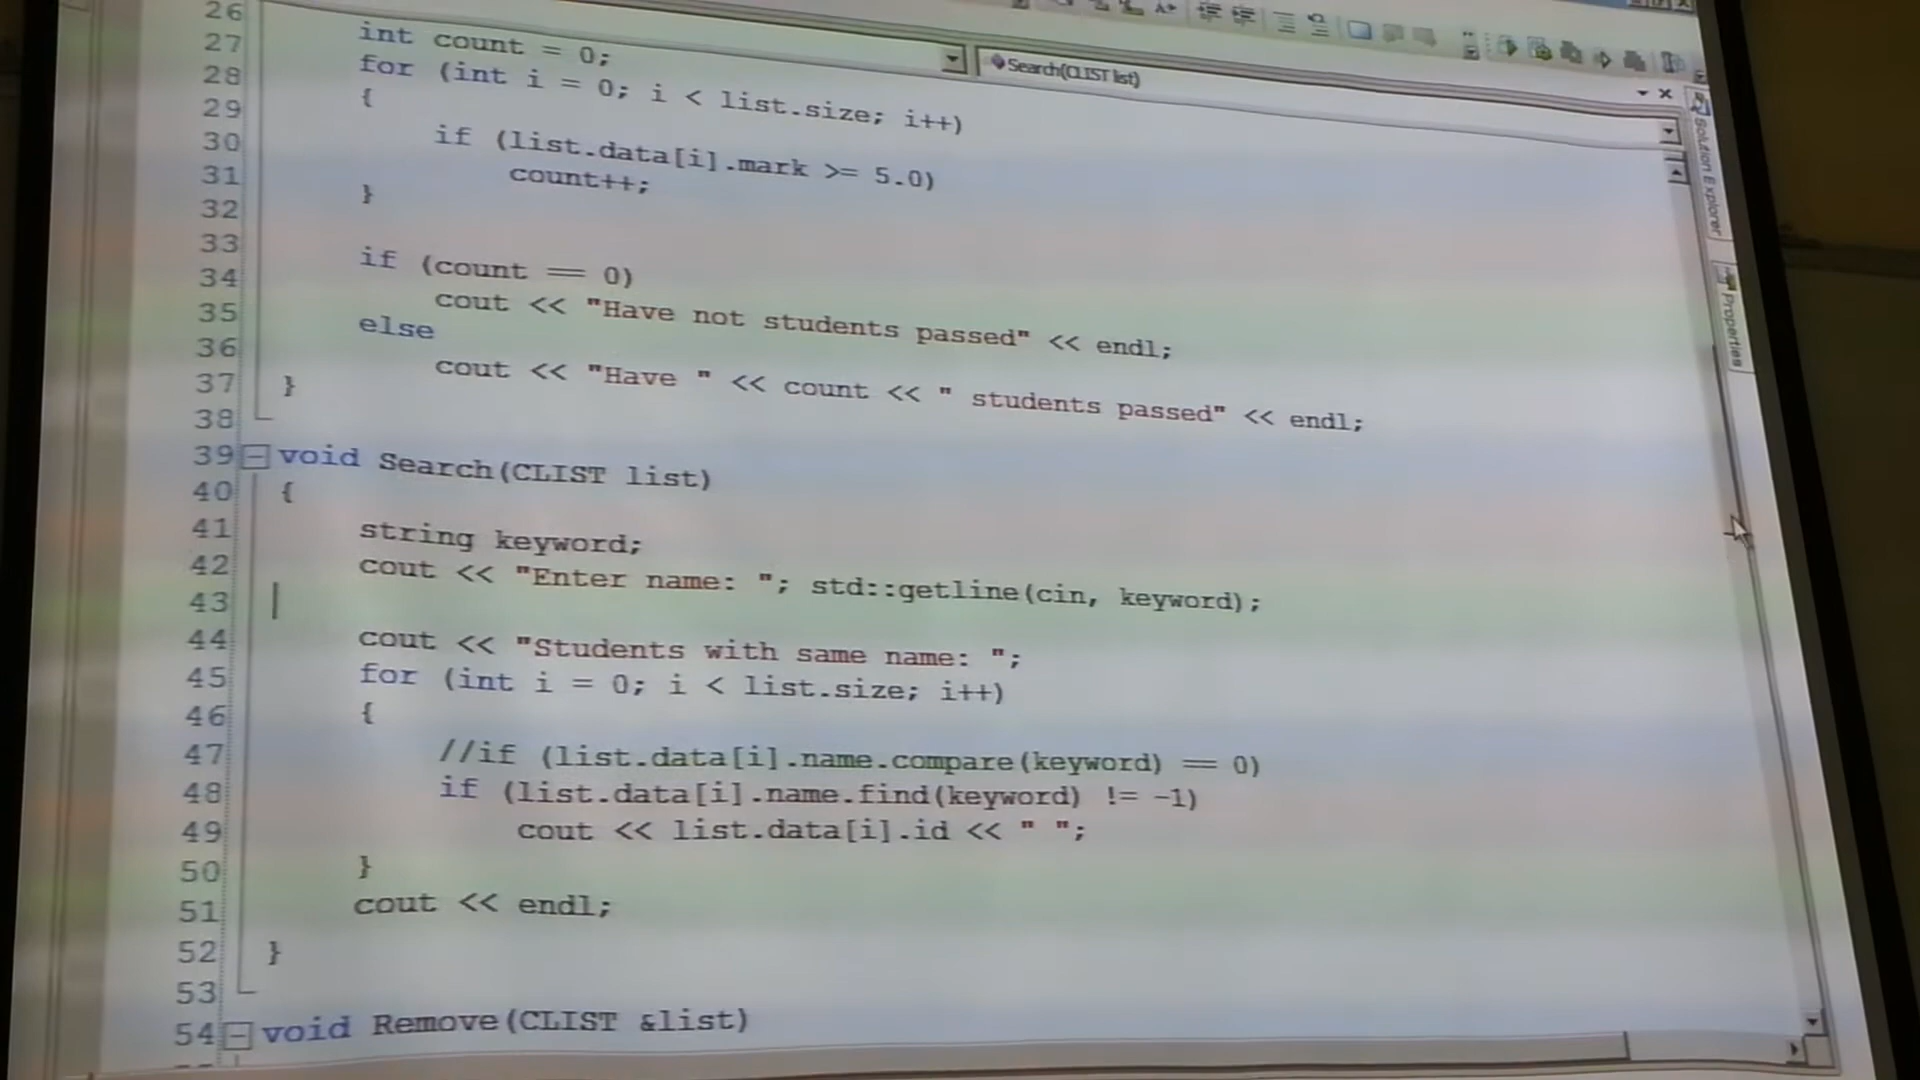 Search(CLIST list)
Solution Explorer
Properties
26
27 int count = 0;
28 for (int i = 0; i < list.size; i++)
29 {
30 if (list.data[i].mark >= 5.0)
31 count++;
32 }
33
34 if (count == 0)
35 cout << "Have not students passed" << endl;
36 else
37 cout << "Have " << count << " students passed" << endl;
38 }
39 void Search(CLIST list)
40 {
41 string keyword;
42 cout << "Enter name: "; std::getline(cin, keyword);
43
44 cout << "Students with same name: ";
45 for (int i = 0; i < list.size; i++)
46 {
47 //if (list.data[i].name.compare(keyword) == 0)
48 if (list.data[i].name.find(keyword) != -1)
49 cout << list.data[i].id << " ";
50 }
51 cout << endl;
52 }
53
54 void Remove(CLIST &list)